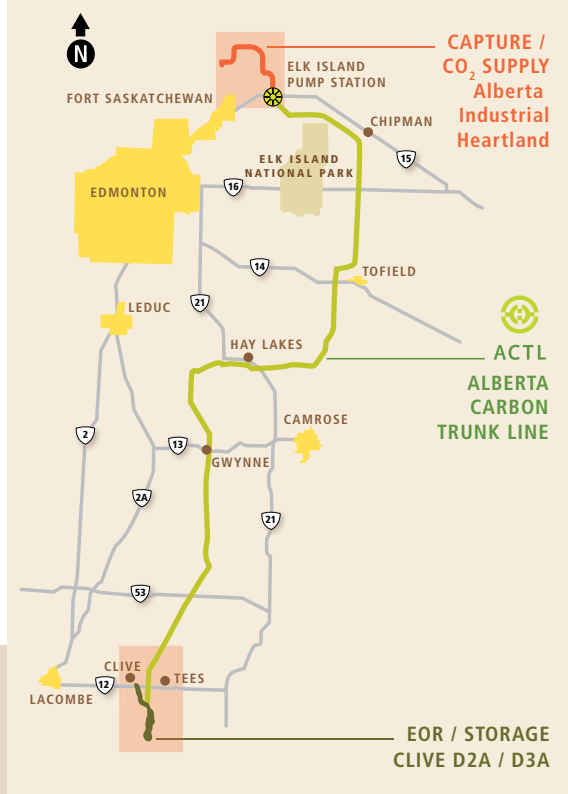 N
CAPTURE /
CO2 SUPPLY
Alberta
Industrial
Heartland
ELK ISLAND
PUMP STATION
FORT SASKATCHEWAN
CHIPMAN
15
ELK ISLAND
NATIONAL PARK
EDMONTON
16
14
TOFIELD
21
LEDUC
HAY LAKES
ACTL
ALBERTA
CARBON
TRUNK LINE
CAMROSE
2
13
GWYNNE
2A
21
53
CLIVE
TEES
12
LACOMBE
EOR / STORAGE
CLIVE D2A / D3A